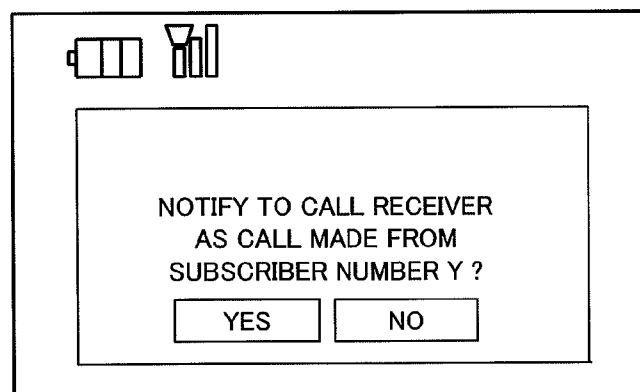 NOTIFY TO CALL RECEIVER
AS CALL MADE FROM
SUBSCRIBER NUMBER Y ?
YES
NO